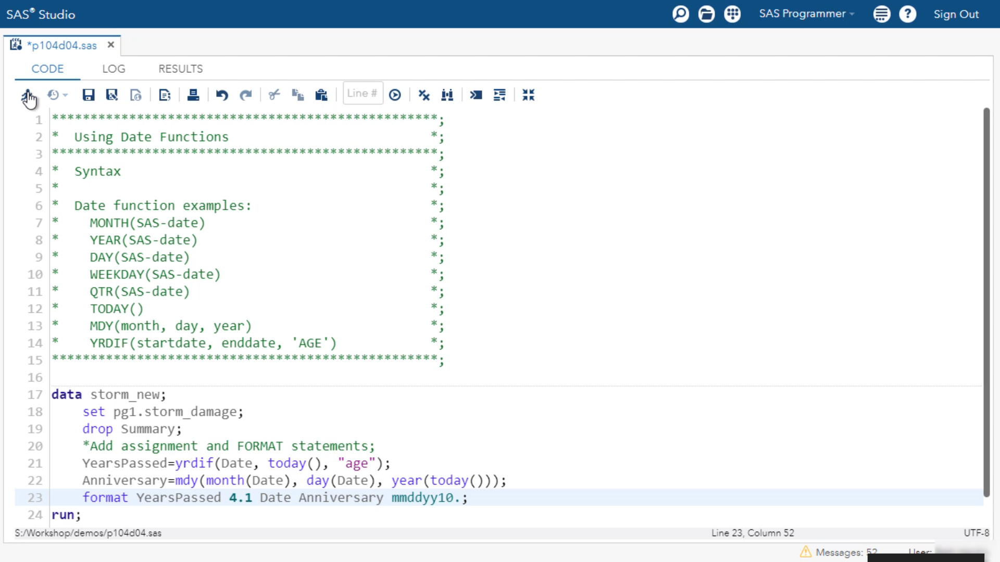 SAS® Studio
SAS Programmer
Sign Out
*p104d04.sas
CODE LOG RESULTS
Line #
1 **************************************************;
2 *  Using Date Functions                           *;
3 **************************************************;
4 *  Syntax                                         *;
5 *                                                 *;
6 *  Date function examples:                        *;
7 *    MONTH(SAS-date)                              *;
8 *    YEAR(SAS-date)                               *;
9 *    DAY(SAS-date)                                *;
10 *    WEEKDAY(SAS-date)                            *;
11 *    QTR(SAS-date)                                *;
12 *    TODAY()                                      *;
13 *    MDY(month, day, year)                        *;
14 *    YRDIF(startdate, enddate, 'AGE')             *;
15 **************************************************;
16
17 data storm_new;
18     set pg1.storm_damage;
19     drop Summary;
20     *Add assignment and FORMAT statements;
21     YearsPassed=yrdif(Date, today(), "age");
22     Anniversary=mdy(month(Date), day(Date), year(today()));
23     format YearsPassed 4.1 Date Anniversary mmddyy10.;
24 run;
S:/Workshop/demos/p104d04.sas
Line 23, Column 52
UTF-8
Messages: 52
User: